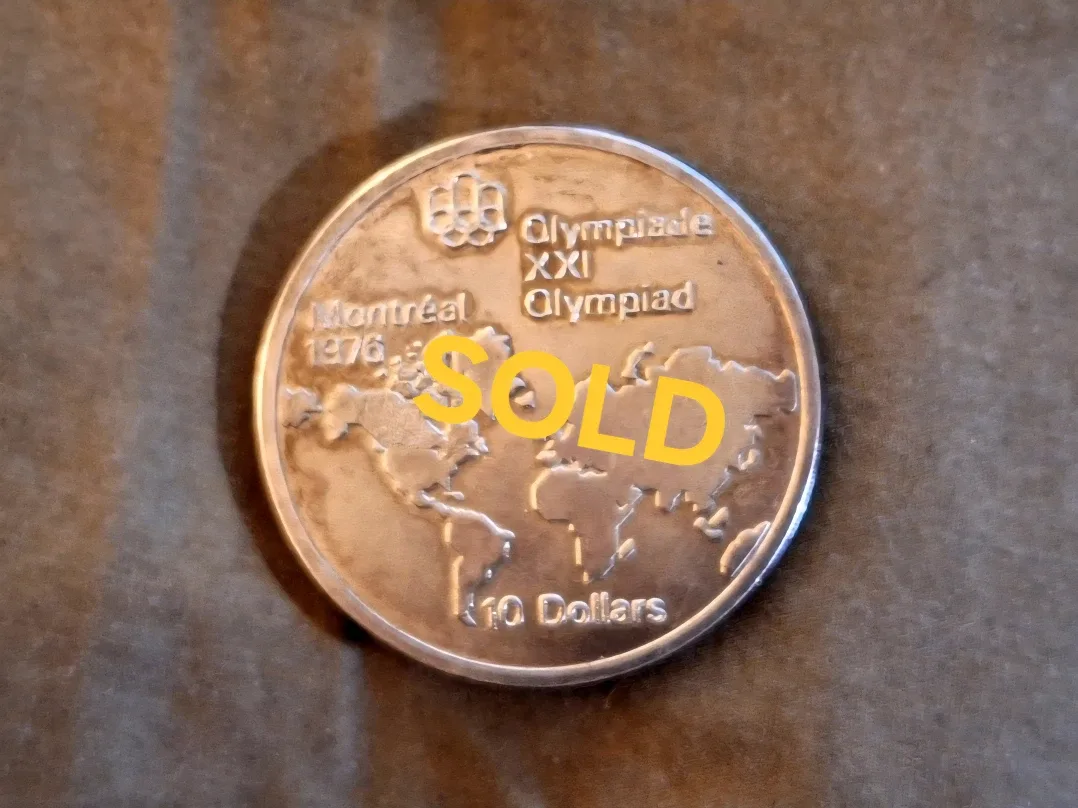 Olympiade
XXI
Olympiad
Montréal
1976
SOLD
10 Dollars